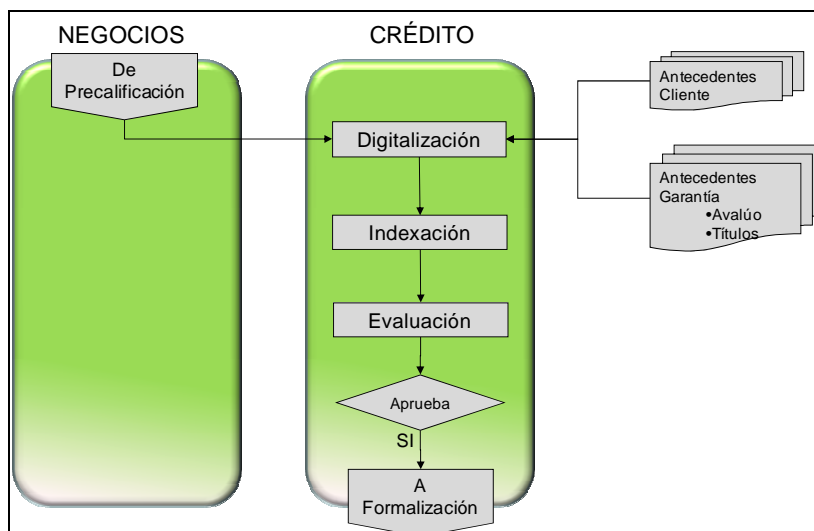 NEGOCIOS
CRÉDITO
De
Precalificación
Antecedentes
Cliente
Digitalización
Antecedentes
Garantía
•Avalúo
•Títulos
Indexación
Evaluación
Aprueba
SI
A
Formalización